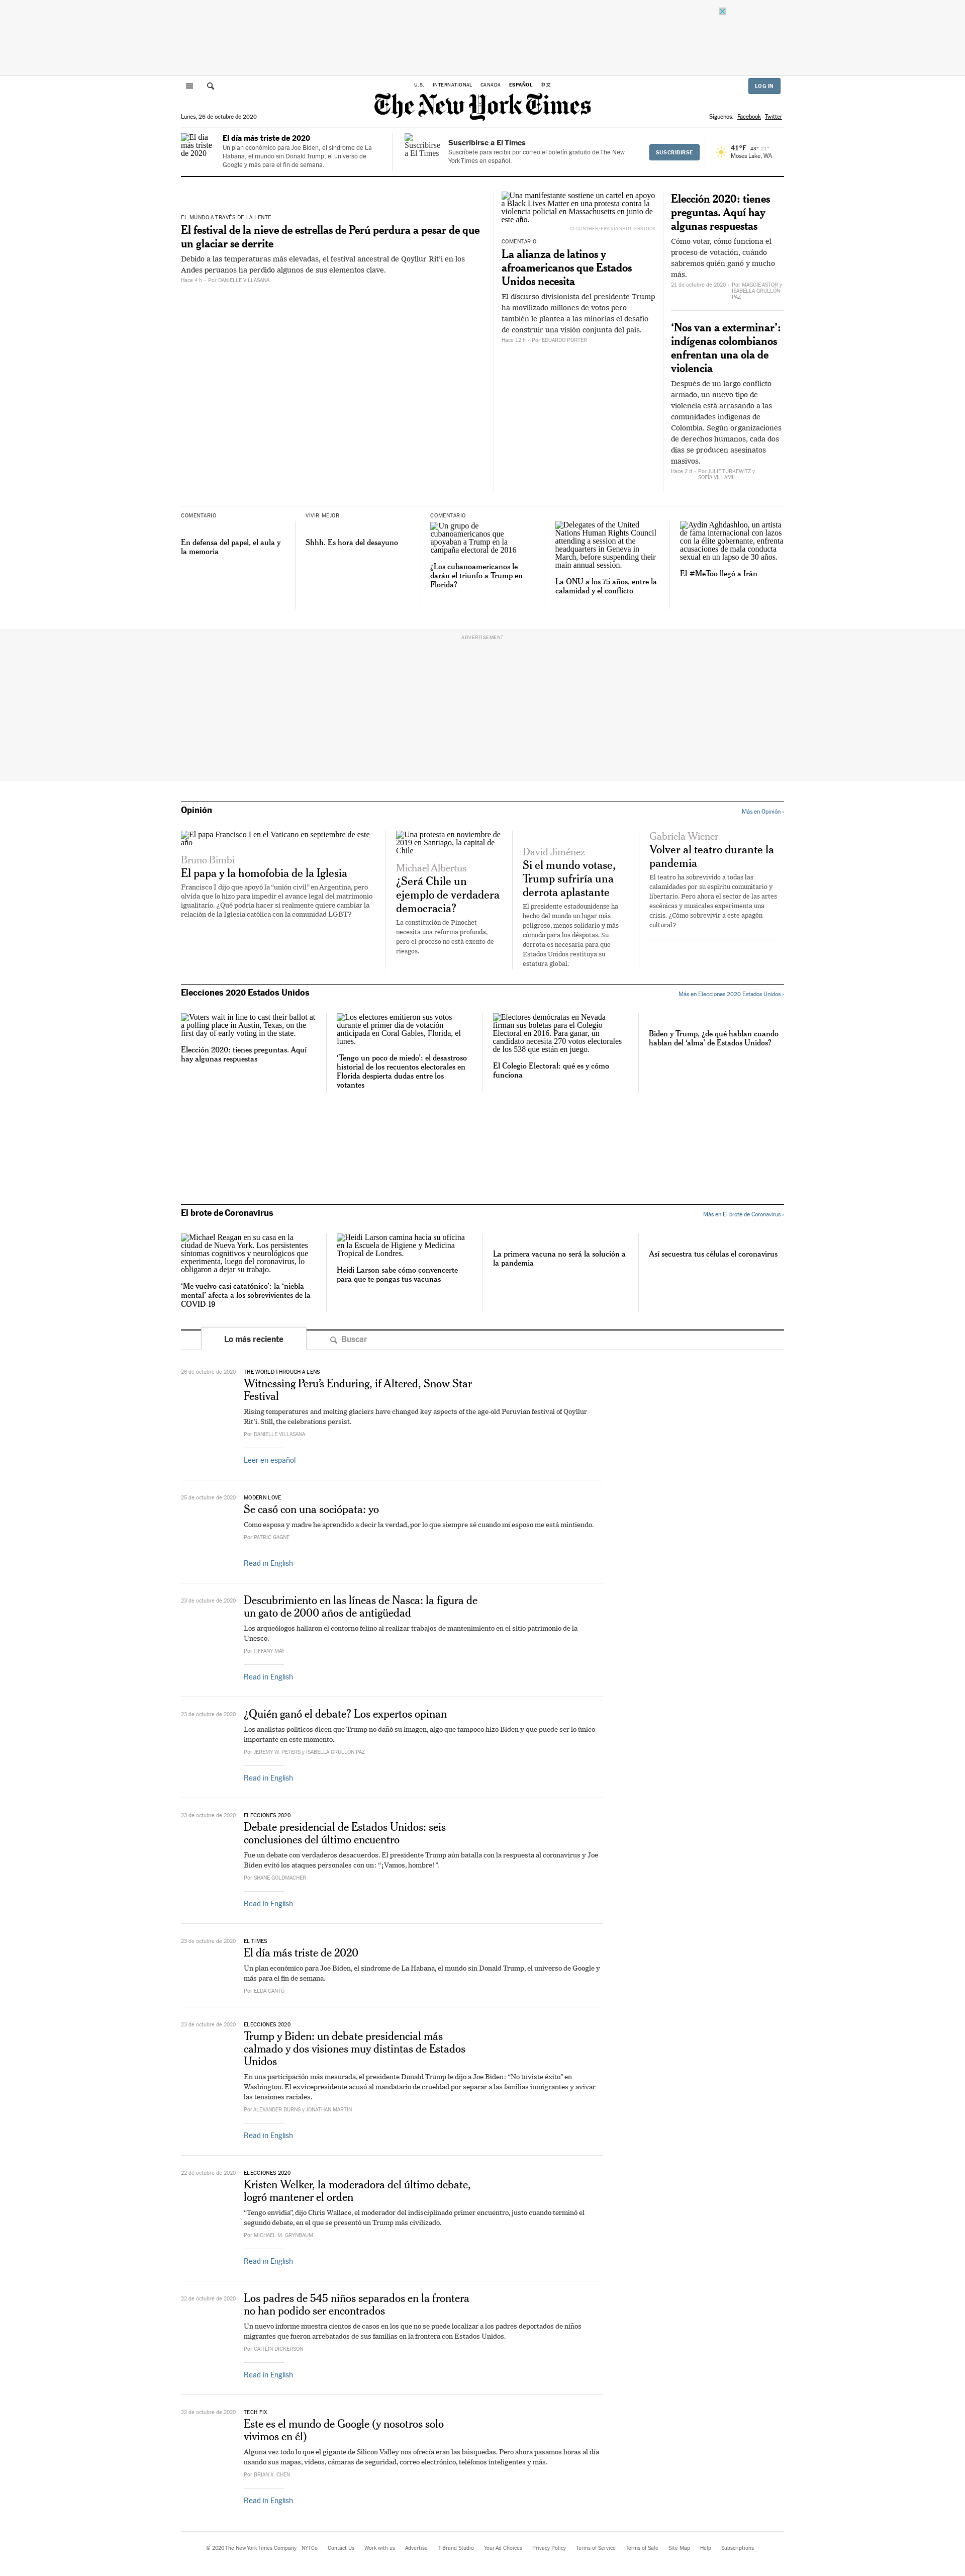 U.S. INTERNATIONAL CANADA ESPAÑOL 中文
LOG IN
The New York Times
Lunes, 26 de octubre de 2020
Síguenos: Facebook Twitter
El día
más triste
de 2020
El día más triste de 2020
Un plan económico para Joe Biden, el síndrome de La
Habana, el mundo sin Donald Trump, el universo de
Google y más para el fin de semana.
Suscribirse
a El Times
Suscribirse a El Times
Suscríbete para recibir por correo el boletín gratuito de The New
York Times en español.
SUSCRIBIRSE
41°F 43° 21°
Moses Lake, WA
EL MUNDO A TRAVÉS DE LA LENTE
El festival de la nieve de estrellas de Perú perdura a pesar de que
un glaciar se derrite
Debido a las temperaturas más elevadas, el festival ancestral de Qoyllur Rit'i en los
Andes peruanos ha perdido algunos de sus elementos clave.
Hace 4 h - Por DANIELLE VILLASANA
Una manifestante sostiene un cartel en apoyo
a Black Lives Matter en una protesta contra la
violencia policial en Massachusetts en junio de
este año.
CJ GUNTHER/EPA VÍA SHUTTERSTOCK
COMENTARIO
La alianza de latinos y
afroamericanos que Estados
Unidos necesita
El discurso divisionista del presidente Trump
ha movilizado millones de votos pero
también le plantea a las minorías el desafío
de construir una visión conjunta del país.
Hace 12 h - Por EDUARDO PORTER
Elección 2020: tienes
preguntas. Aquí hay
algunas respuestas
Cómo votar, cómo funciona el
proceso de votación, cuándo
sabremos quién ganó y mucho
más.
21 de octubre de 2020 - Por MAGGIE ASTOR y
ISABELLA GRULLÓN
PAZ
‘Nos van a exterminar’:
indígenas colombianos
enfrentan una ola de
violencia
Después de un largo conflicto
armado, un nuevo tipo de
violencia está arrasando a las
comunidades indígenas de
Colombia. Según organizaciones
de derechos humanos, cada dos
días se producen asesinatos
masivos.
Hace 2 d - Por JULIE TURKEWITZ y
SOFÍA VILLAMIL
COMENTARIO
En defensa del papel, el aula y
la memoria
VIVIR MEJOR
Shhh. Es hora del desayuno
COMENTARIO
Un grupo de
cubanoamericanos que
apoyaban a Trump en la
campaña electoral de 2016
¿Los cubanoamericanos le
darán el triunfo a Trump en
Florida?
Delegates of the United
Nations Human Rights Council
attending a session at the
headquarters in Geneva in
March, before suspending their
main annual session.
La ONU a los 75 años, entre la
calamidad y el conflicto
Aydin Aghdashloo, un artista
de fama internacional con lazos
con la élite gobernante, enfrenta
acusaciones de mala conducta
sexual en un lapso de 30 años.
El #MeToo llegó a Irán
ADVERTISEMENT
Opinión
Más en Opinión ›
El papa Francisco I en el Vaticano en septiembre de este
año
Bruno Bimbi
El papa y la homofobia de la Iglesia
Francisco I dijo que apoyó la “unión civil” en Argentina, pero
olvida que lo hizo para impedir el avance legal del matrimonio
igualitario. ¿Qué podría hacer si realmente quiere cambiar la
relación de la Iglesia católica con la comunidad LGBT?
Una protesta en noviembre de
2019 en Santiago, la capital de
Chile
Michael Albertus
¿Será Chile un
ejemplo de verdadera
democracia?
La constitución de Pinochet
necesita una reforma profunda,
pero el proceso no está exento de
riesgos.
David Jiménez
Si el mundo votase,
Trump sufriría una
derrota aplastante
El presidente estadounidense ha
hecho del mundo un lugar más
peligroso, menos solidario y más
cómodo para los déspotas. Su
derrota es necesaria para que
Estados Unidos restituya su
estatura global.
Gabriela Wiener
Volver al teatro durante la
pandemia
El teatro ha sobrevivido a todas las
calamidades por su espíritu comunitario y
libertario. Pero ahora el sector de las artes
escénicas y musicales experimenta una
crisis. ¿Cómo sobrevivir a este apagón
cultural?
Elecciones 2020 Estados Unidos
Más en Elecciones 2020 Estados Unidos ›
Voters wait in line to cast their ballot at
a polling place in Austin, Texas, on the
first day of early voting in the state.
Elección 2020: tienes preguntas. Aquí
hay algunas respuestas
Los electores emitieron sus votos
durante el primer día de votación
anticipada en Coral Gables, Florida, el
lunes.
‘Tengo un poco de miedo’: el desastroso
historial de los recuentos electorales en
Florida despierta dudas entre los
votantes
Electores demócratas en Nevada
firman sus boletas para el Colegio
Electoral en 2016. Para ganar, un
candidato necesita 270 votos electorales
de los 538 que están en juego.
El Colegio Electoral: qué es y cómo
funciona
Biden y Trump, ¿de qué hablan cuando
hablan del ‘alma’ de Estados Unidos?
El brote de Coronavirus
Más en El brote de Coronavirus ›
Michael Reagan en su casa en la
ciudad de Nueva York. Los persistentes
síntomas cognitivos y neurológicos que
experimenta, luego del coronavirus, lo
obligaron a dejar su trabajo.
‘Me vuelvo casi catatónico’: la ‘niebla
mental’ afecta a los sobrevivientes de la
COVID-19
Heidi Larson camina hacia su oficina
en la Escuela de Higiene y Medicina
Tropical de Londres.
Heidi Larson sabe cómo convencerte
para que te pongas tus vacunas
La primera vacuna no será la solución a
la pandemia
Así secuestra tus células el coronavirus
Lo más reciente
Buscar
26 de octubre de 2020
THE WORLD THROUGH A LENS
Witnessing Peru’s Enduring, if Altered, Snow Star
Festival
Rising temperatures and melting glaciers have changed key aspects of the age-old Peruvian festival of Qoyllur
Rit’i. Still, the celebrations persist.
Por DANIELLE VILLASANA
Leer en español
25 de octubre de 2020
MODERN LOVE
Se casó con una sociópata: yo
Como esposa y madre he aprendido a decir la verdad, por lo que siempre sé cuando mi esposo me está mintiendo.
Por PATRIC GAGNE
Read in English
23 de octubre de 2020
Descubrimiento en las líneas de Nasca: la figura de
un gato de 2000 años de antigüedad
Los arqueólogos hallaron el contorno felino al realizar trabajos de mantenimiento en el sitio patrimonio de la
Unesco.
Por TIFFANY MAY
Read in English
23 de octubre de 2020
¿Quién ganó el debate? Los expertos opinan
Los analistas políticos dicen que Trump no dañó su imagen, algo que tampoco hizo Biden y que puede ser lo único
importante en este momento.
Por JEREMY W. PETERS y ISABELLA GRULLÓN PAZ
Read in English
23 de octubre de 2020
ELECCIONES 2020
Debate presidencial de Estados Unidos: seis
conclusiones del último encuentro
Fue un debate con verdaderos desacuerdos. El presidente Trump aún batalla con la respuesta al coronavirus y Joe
Biden evitó los ataques personales con un: “¡Vamos, hombre!”.
Por SHANE GOLDMACHER
Read in English
23 de octubre de 2020
EL TIMES
El día más triste de 2020
Un plan económico para Joe Biden, el síndrome de La Habana, el mundo sin Donald Trump, el universo de Google y
más para el fin de semana.
Por ELDA CANTÚ
23 de octubre de 2020
ELECCIONES 2020
Trump y Biden: un debate presidencial más
calmado y dos visiones muy distintas de Estados
Unidos
En una participación más mesurada, el presidente Donald Trump le dijo a Joe Biden: “No tuviste éxito” en
Washington. El exvicepresidente acusó al mandatario de crueldad por separar a las familias inmigrantes y avivar
las tensiones raciales.
Por ALEXANDER BURNS y JONATHAN MARTIN
Read in English
22 de octubre de 2020
ELECCIONES 2020
Kristen Welker, la moderadora del último debate,
logró mantener el orden
“Tengo envidia”, dijo Chris Wallace, el moderador del indisciplinado primer encuentro, justo cuando terminó el
segundo debate, en el que se presentó un Trump más civilizado.
Por MICHAEL M. GRYNBAUM
Read in English
22 de octubre de 2020
Los padres de 545 niños separados en la frontera
no han podido ser encontrados
Un nuevo informe muestra cientos de casos en los que no se puede localizar a los padres deportados de niños
migrantes que fueron arrebatados de sus familias en la frontera con Estados Unidos.
Por CAITLIN DICKERSON
Read in English
22 de octubre de 2020
TECH FIX
Este es el mundo de Google (y nosotros solo
vivimos en él)
Alguna vez todo lo que el gigante de Silicon Valley nos ofrecía eran las búsquedas. Pero ahora pasamos horas al día
usando sus mapas, videos, cámaras de seguridad, correo electrónico, teléfonos inteligentes y más.
Por BRIAN X. CHEN
Read in English
© 2020 The New York Times Company NYTCo Contact Us Work with us Advertise T Brand Studio Your Ad Choices Privacy Policy Terms of Service Terms of Sale Site Map Help Subscriptions